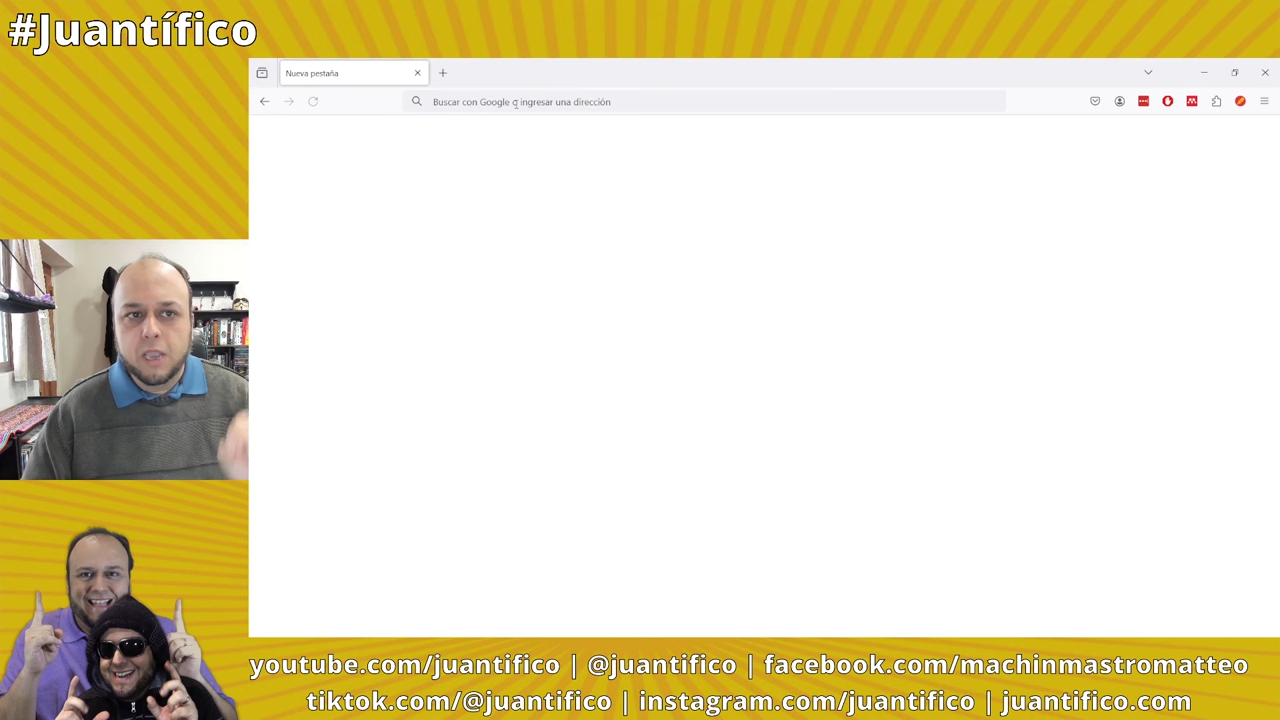 #Juantífico
Nueva pestaña
Buscar con Google o ingresar una dirección
youtube.com/juantifico | @juantifico | facebook.com/machinmastromatteo
tiktok.com/@juantifico | instagram.com/juantifico | juantifico.com